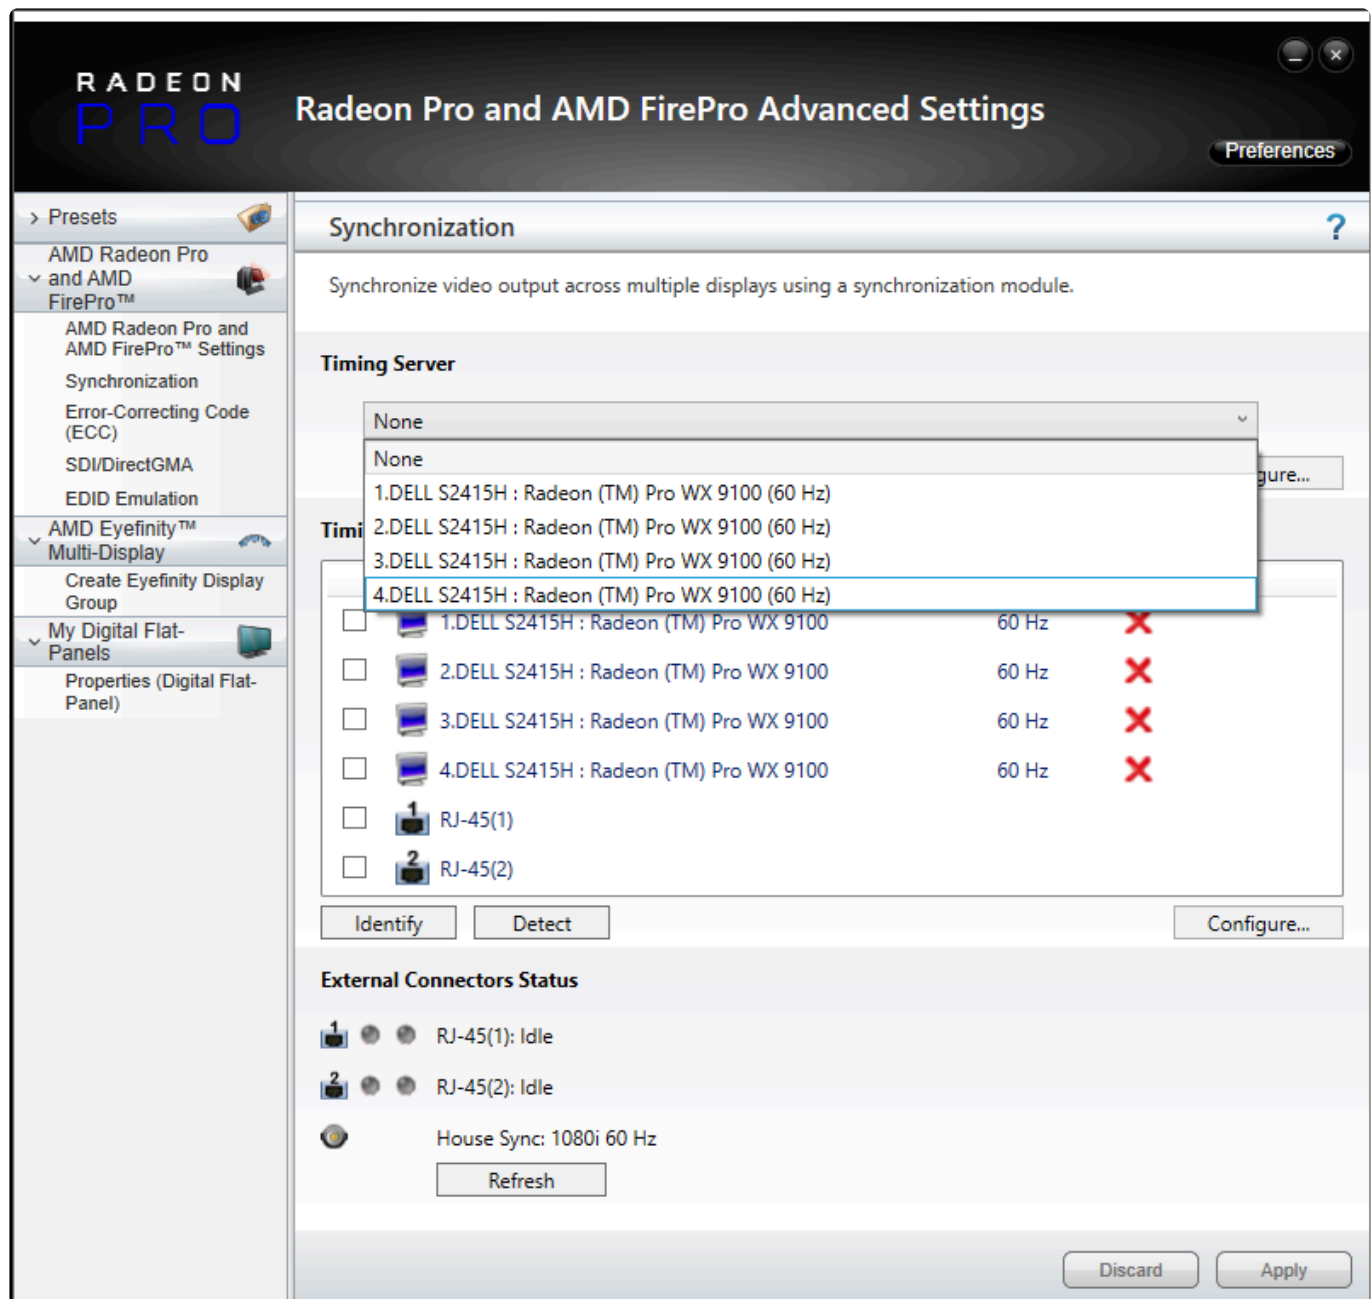 RADEON
PRO
Radeon Pro and AMD FirePro Advanced Settings
Preferences
Presets
AMD Radeon Pro
and AMD
FirePro™
AMD Radeon Pro and
AMD FirePro™ Settings
Synchronization
Error-Correcting Code
(ECC)
SDI/DirectGMA
EDID Emulation
AMD Eyefinity™
Multi-Display
Create Eyefinity Display
Group
My Digital Flat-
Panels
Properties (Digital Flat-
Panel)
Synchronization
?
Synchronize video output across multiple displays using a synchronization module.
Timing Server
None
None
1.DELL S2415H : Radeon (TM) Pro WX 9100 (60 Hz)
2.DELL S2415H : Radeon (TM) Pro WX 9100 (60 Hz)
3.DELL S2415H : Radeon (TM) Pro WX 9100 (60 Hz)
4.DELL S2415H : Radeon (TM) Pro WX 9100 (60 Hz)
1.DELL S2415H : Radeon (TM) Pro WX 9100 60 Hz
2.DELL S2415H : Radeon (TM) Pro WX 9100 60 Hz
3.DELL S2415H : Radeon (TM) Pro WX 9100 60 Hz
4.DELL S2415H : Radeon (TM) Pro WX 9100 60 Hz
1 RJ-45(1)
2 RJ-45(2)
Identify Detect Configure...
External Connectors Status
1 RJ-45(1): Idle
2 RJ-45(2): Idle
House Sync: 1080i 60 Hz
Refresh
Discard Apply